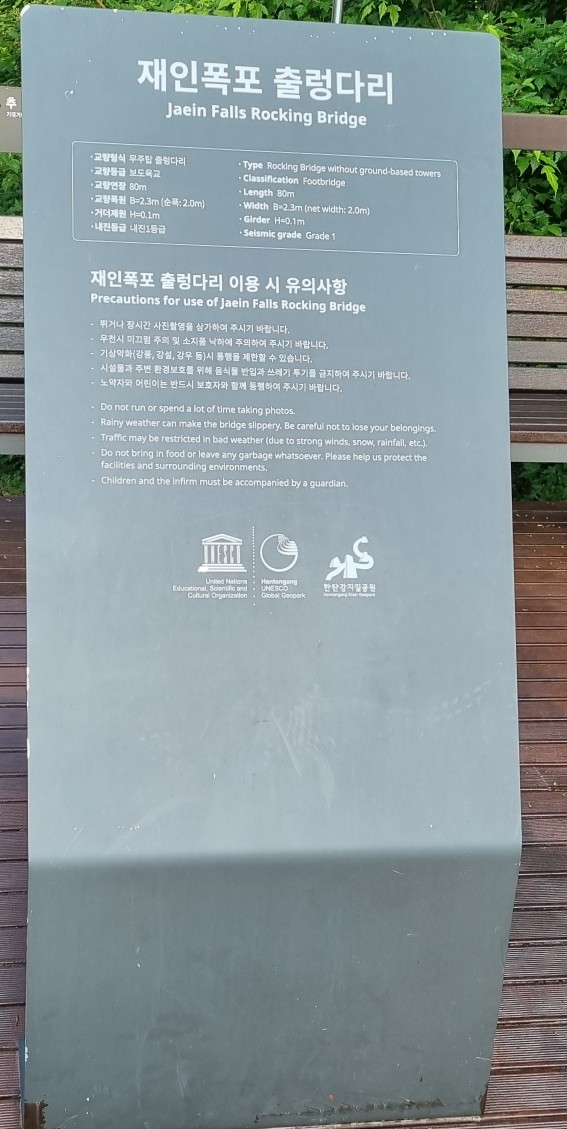 재인폭포 출렁다리
Jaein Falls Rocking Bridge
· 교량형식 무주탑 출렁다리
· 교량등급 보도육교
· 교량연장 80m
· 교량폭원 B=2.3m (순폭: 2.0m)
· 거더제원 H=0.1m
· 내진등급 내진1등급
· Type Rocking Bridge without ground-based towers
· Classification Footbridge
· Length 80m
· Width B=2.3m (net width: 2.0m)
· Girder H=0.1m
· Seismic grade Grade 1
재인폭포 출렁다리 이용 시 유의사항
Precautions for use of Jaein Falls Rocking Bridge
- 뛰거나 장시간 사진촬영을 삼가하여 주시기 바랍니다.
- 우천시 미끄럼 주의 및 소지품 낙하에 주의하여 주시기 바랍니다.
- 기상악화(강풍, 강설, 강우 등)시 통행을 제한할 수 있습니다.
- 시설물과 주변 환경보호를 위해 음식물 반입과 쓰레기 투기를 금지하여 주시기 바랍니다.
- 노약자와 어린이는 반드시 보호자와 함께 동행하여 주시기 바랍니다.
- Do not run or spend a lot of time taking photos.
- Rainy weather can make the bridge slippery. Be careful not to lose your belongings.
- Traffic may be restricted in bad weather (due to strong winds, snow, rainfall, etc.).
- Do not bring in food or leave any garbage whatsoever. Please help us protect the
facilities and surrounding environments.
- Children and the infirm must be accompanied by a guardian.
United Nations
Educational, Scientific and
Cultural Organization
Hantangang
UNESCO
Global Geopark
한탄강지질공원
Hantangang River Geopark
추